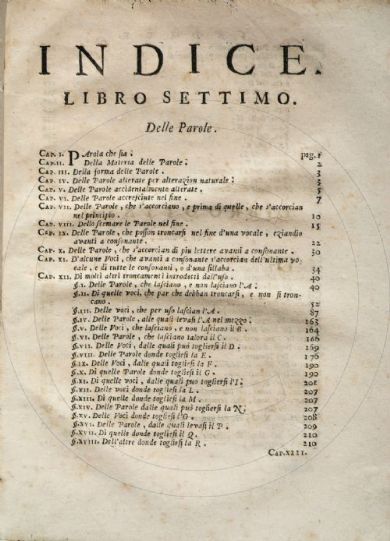 INDICE.
LIBRO SETTIMO.
Delle Parole.
CAP. I. PArola che sia. pag. 1
CAP. II. Della Materia delle Parole. 2
CAP. III. Della forma delle Parole. 3
CAP. IV. Delle Parole alterate per alterazion naturale. 3
CAP. V. Delle Parole accidentalmente alterate. 5
CAP. VI. Delle Parole accresciute nel fine. 7
CAP. VII. Delle Parole, che s'accorciano, e prima di quelle, che s'accorcian
nel principio. 10
CAP. VIII. Dello scemare le Parole nel fine. 15
CAP. IX. Delle Parole, che posson troncarsi nel fine d'una vocale, eziandio
avanti a consonante. 22
CAP. X. Delle Parole, che s'accorcian di più lettere avanti a consonante. 30
CAP. XI. D'alcune Voci, che avanti a consonante s'accorcian dell'ultima vo-
cale, e di tutte le consonanti, o d'una sillaba. 34
CAP. XII. Di molti altri troncamenti introdotti dall'uso. 40
§.I. Delle Parole, che lasciano, e non lasciano l'A. 40
§.II. Di quelle Voci, che par che debban troncarsi, e non si tron-
cano. 52
§.III. Delle voci, che per uso lascian l'A 87
§.IV. Delle Parole, alle quali levasi l'A nel mezzo. 163
§.V. Delle Voci, che lasciano, e non lasciano il B. 164
§.VI. Delle Parole, che lasciano talora il C. 166
§.VII. Delle Voci, dalle quali può togliersi il D. 169
§.VIII. Delle Parole donde togliesi la E. 176
§.IX. Delle Voci, dalle quali togliesi la F. 190
§.X. Di quelle Parole donde togliesi il G. 190
§.XI. Delle voci, dalle quali può togliersi l'I. 201
§.XII. Delle voci donde togliesi la L. 207
§.XIII. Di quelle donde togliesi la M. 207
§.XIV. Delle Parole dalle quali può togliersi la N. 207
§.XV. Delle Voci donde togliesi l'O. 208
§.XVI. Delle Parole, dalle quali levasi il P. 209
§.XVII. Di quelle donde togliesi il Q. 210
§.XVIII. Dell'altre donde togliesi la R. 210
CAP.XIII.